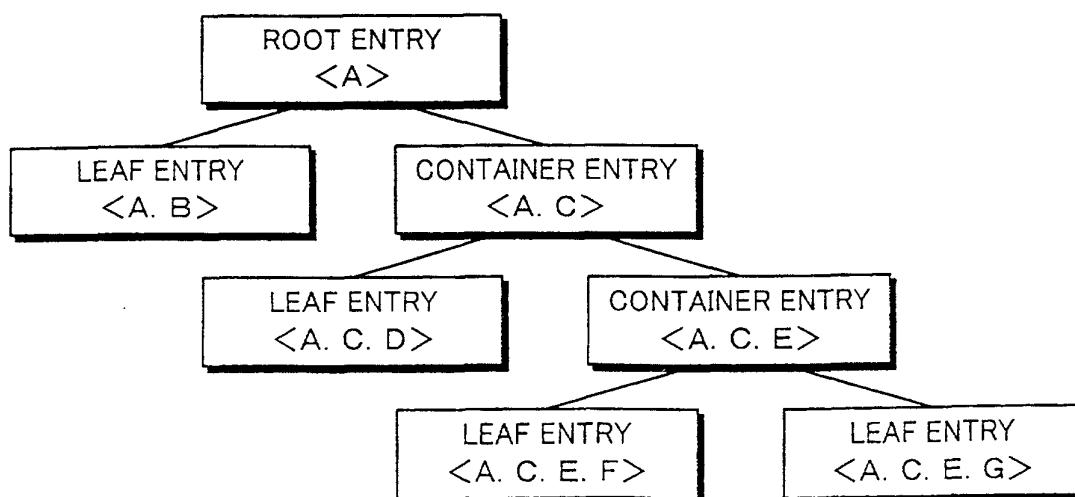 ROOT ENTRY
<A>
LEAF ENTRY
<A. B>
CONTAINER ENTRY
<A. C>
LEAF ENTRY
<A. C. D>
CONTAINER ENTRY
<A. C. E>
LEAF ENTRY
<A. C. E. F>
LEAF ENTRY
<A. C. E. G>